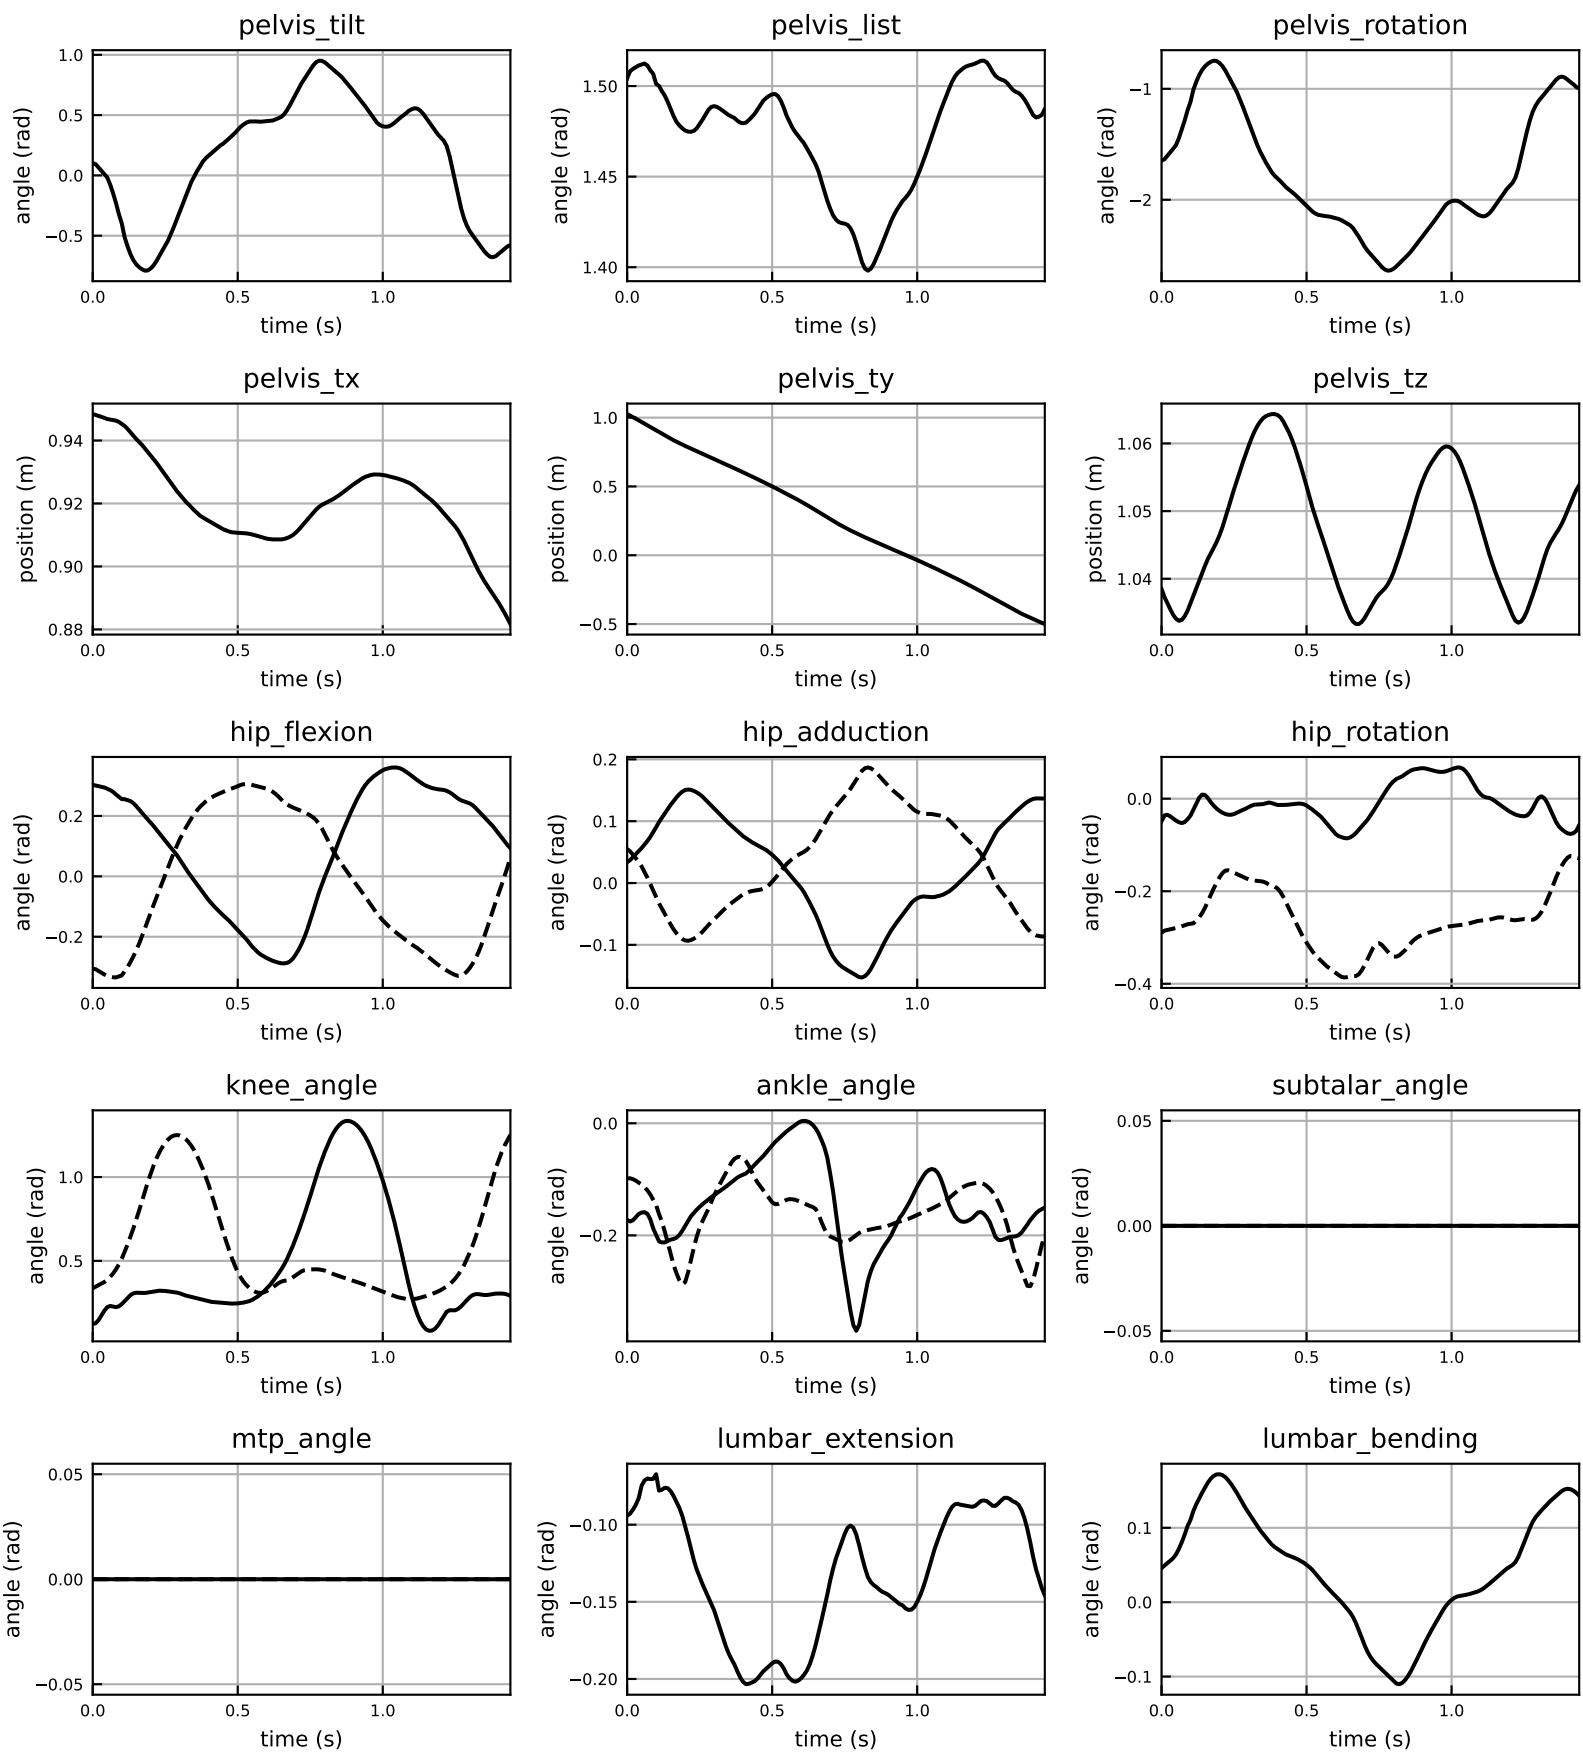 pelvis_tilt
angle (rad)
1.0
0.5
0.0
−0.5
0.0 0.5 1.0
time (s)
pelvis_list
angle (rad)
1.50
1.45
1.40
0.0 0.5 1.0
time (s)
pelvis_rotation
angle (rad)
−1
−2
0.0 0.5 1.0
time (s)
pelvis_tx
position (m)
0.94
0.92
0.90
0.88
0.0 0.5 1.0
time (s)
pelvis_ty
position (m)
1.0
0.5
0.0
−0.5
0.0 0.5 1.0
time (s)
pelvis_tz
position (m)
1.06
1.05
1.04
0.0 0.5 1.0
time (s)
hip_flexion
angle (rad)
0.2
0.0
−0.2
0.0 0.5 1.0
time (s)
hip_adduction
angle (rad)
0.2
0.1
0.0
−0.1
0.0 0.5 1.0
time (s)
hip_rotation
angle (rad)
0.0
−0.2
−0.4
0.0 0.5 1.0
time (s)
knee_angle
angle (rad)
1.0
0.5
0.0 0.5 1.0
time (s)
ankle_angle
angle (rad)
0.0
−0.2
0.0 0.5 1.0
time (s)
subtalar_angle
angle (rad)
0.05
0.00
−0.05
0.0 0.5 1.0
time (s)
mtp_angle
angle (rad)
0.05
0.00
−0.05
0.0 0.5 1.0
time (s)
lumbar_extension
angle (rad)
−0.10
−0.15
−0.20
0.0 0.5 1.0
time (s)
lumbar_bending
angle (rad)
0.1
0.0
−0.1
0.0 0.5 1.0
time (s)